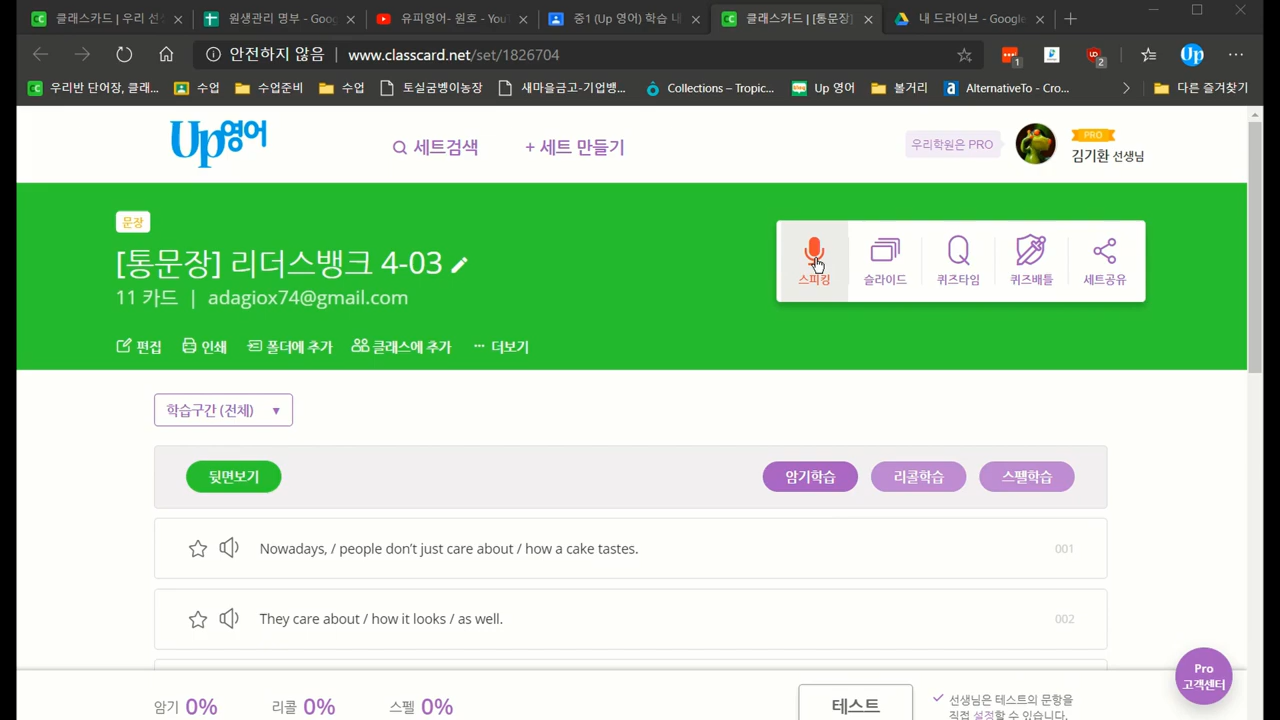 클래스카드 | 우리 선
원생관리 명부 - Goog
유피영어- 원호 - YouT
중1 (Up 영어) 학습 내
클래스카드 | [통문장]
내 드라이브 - Google
안전하지 않음 | www.classcard.net/set/1826704
1
UD
2
Up
우리반 단어장, 클래...
수업
수업준비
수업
토실굼벵이농장
새마을금고-기업뱅...
Collections – Tropic...
Up 영어
볼거리
AlternativeTo - Cro...
다른 즐겨찾기
Up영어
세트검색
+ 세트 만들기
우리학원은 PRO
PRO
김기환 선생님
문장
[통문장] 리더스뱅크 4-03
11 카드 | adagiox74@gmail.com
스피킹
슬라이드
퀴즈타임
퀴즈배틀
세트공유
편집
인쇄
폴더에 추가
클래스에 추가
더보기
학습구간 (전체) ▼
뒷면보기
암기학습
리콜학습
스펠학습
Nowadays, / people don’t just care about / how a cake tastes.
001
They care about / how it looks / as well.
002
Pro
고객센터
암기 0%
리콜 0%
스펠 0%
테스트
선생님은 테스트의 문항을
직접 설정할 수 있습니다.